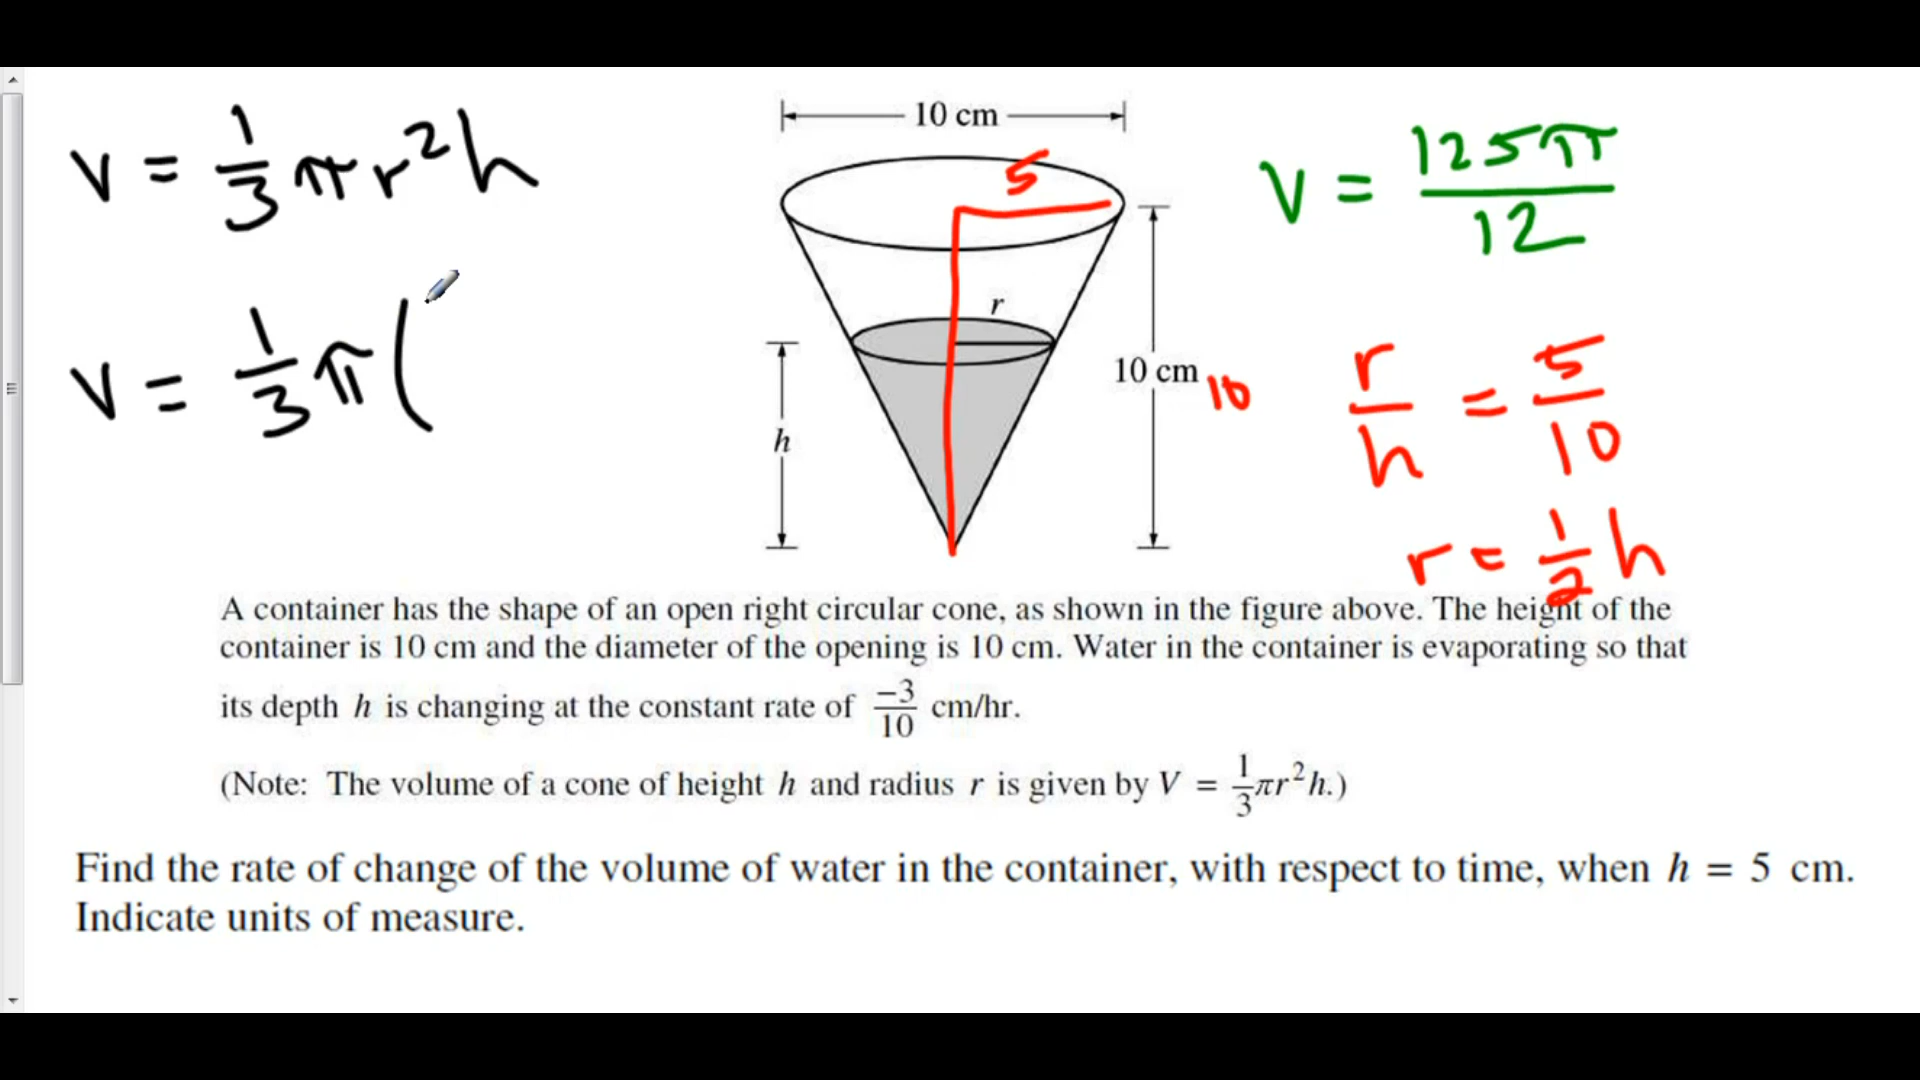 V = 1/3 πr²h
V = 1/3 π(
10 cm
5
r
h
10 cm
10
V = 125π/12
r/h = 5/10
r = 1/2 h
A container has the shape of an open right circular cone, as shown in the figure above. The height of the
container is 10 cm and the diameter of the opening is 10 cm. Water in the container is evaporating so that
its depth h is changing at the constant rate of −3/10 cm/hr.
(Note: The volume of a cone of height h and radius r is given by V = 1/3 πr²h.)
Find the rate of change of the volume of water in the container, with respect to time, when h = 5 cm.
Indicate units of measure.